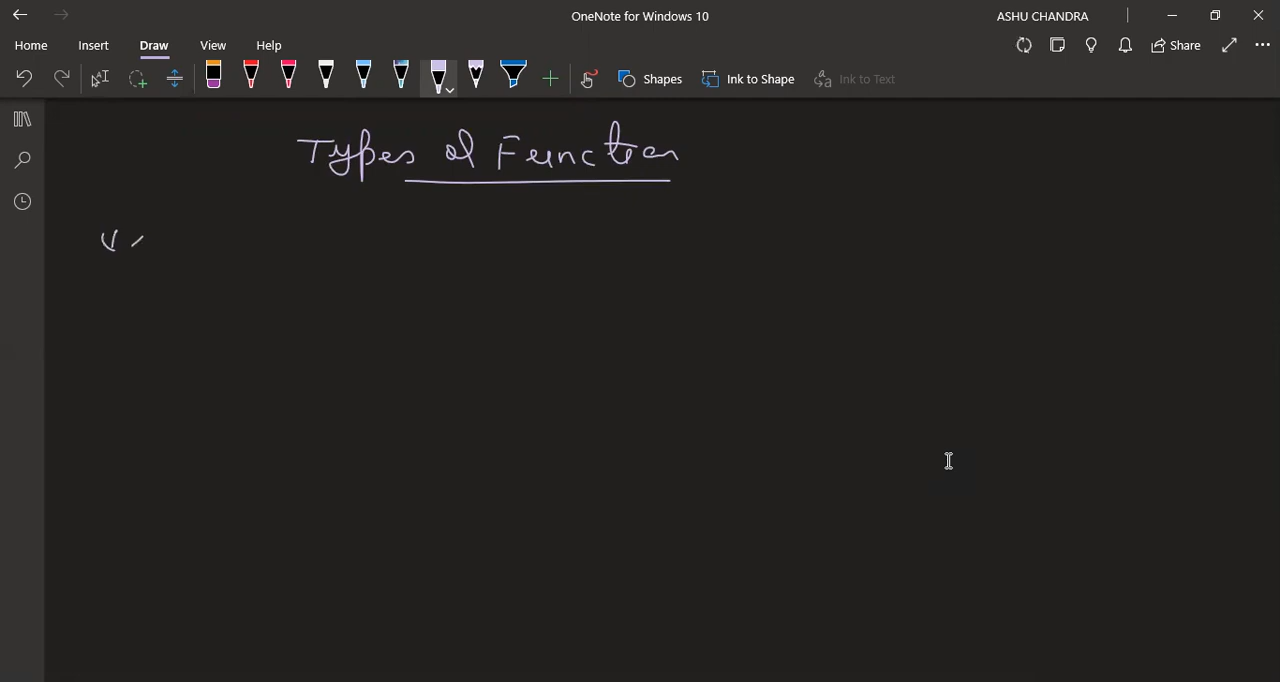 OneNote for Windows 10
ASHU CHANDRA
Home Insert Draw View Help
Share
Shapes Ink to Shape Ink to Text
Types of Function